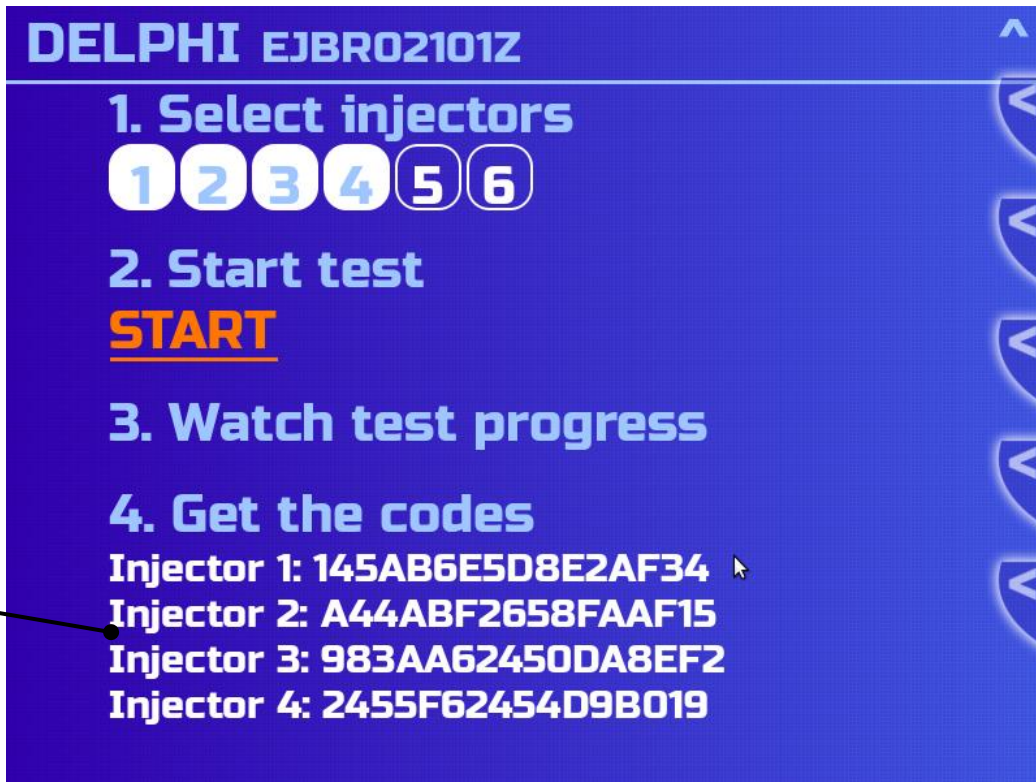 DELPHI EJBR02101Z
1. Select injectors
1 2 3 4 5 6
2. Start test
START
3. Watch test progress
4. Get the codes
Injector 1: 145AB6E5D8E2AF34
Injector 2: A44ABF2658FAAF15
Injector 3: 983AA62450DA8EF2
Injector 4: 2455F62454D9B019